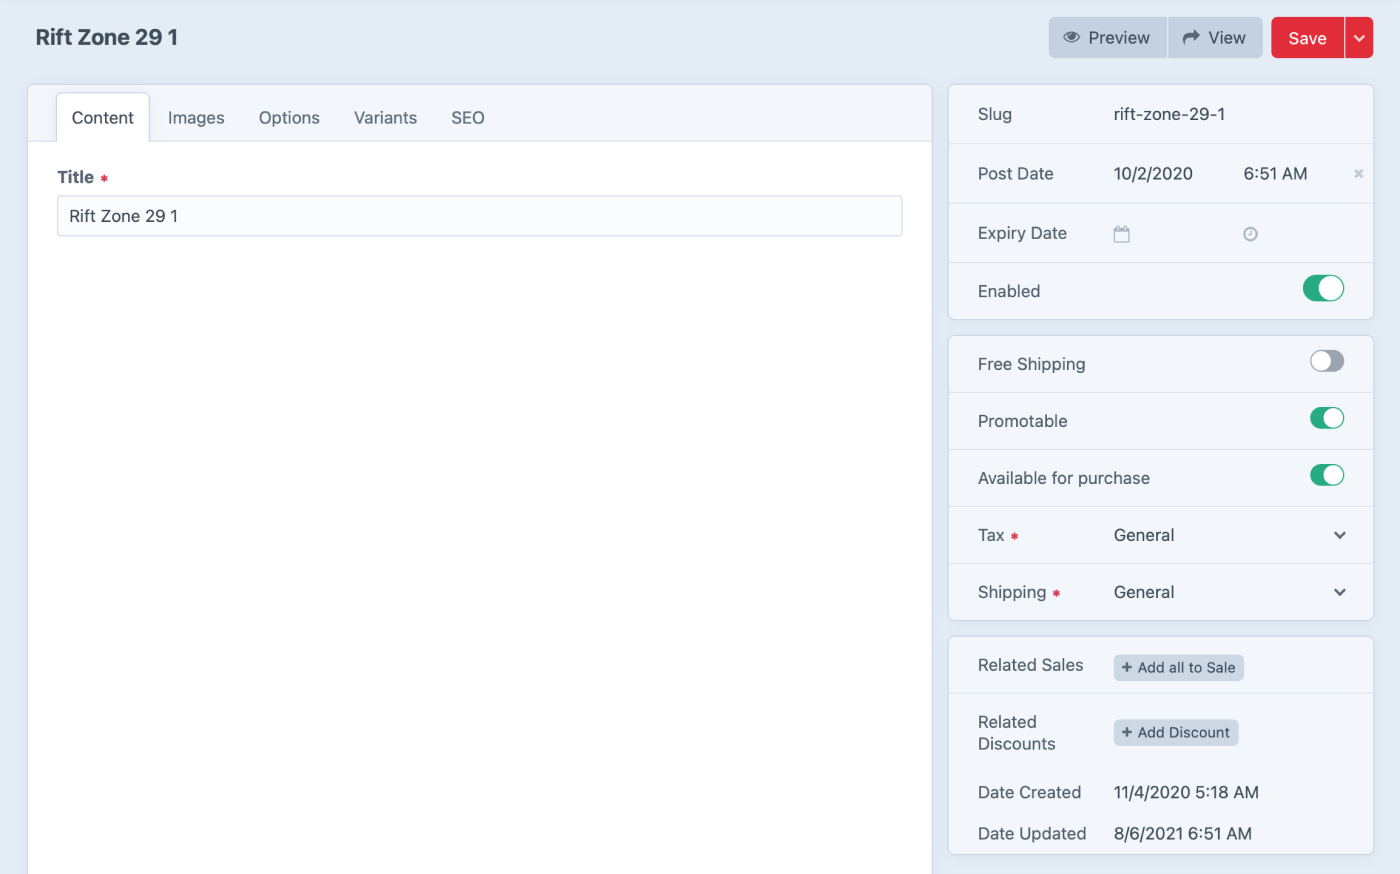 Rift Zone 29 1
Preview
View
Save
Content
Images
Options
Variants
SEO
Title *
Rift Zone 29 1
Slug
rift-zone-29-1
Post Date
10/2/2020
6:51 AM
Expiry Date
Enabled
Free Shipping
Promotable
Available for purchase
Tax *
General
Shipping *
General
Related Sales
+ Add all to Sale
Related
Discounts
+ Add Discount
Date Created
11/4/2020 5:18 AM
Date Updated
8/6/2021 6:51 AM